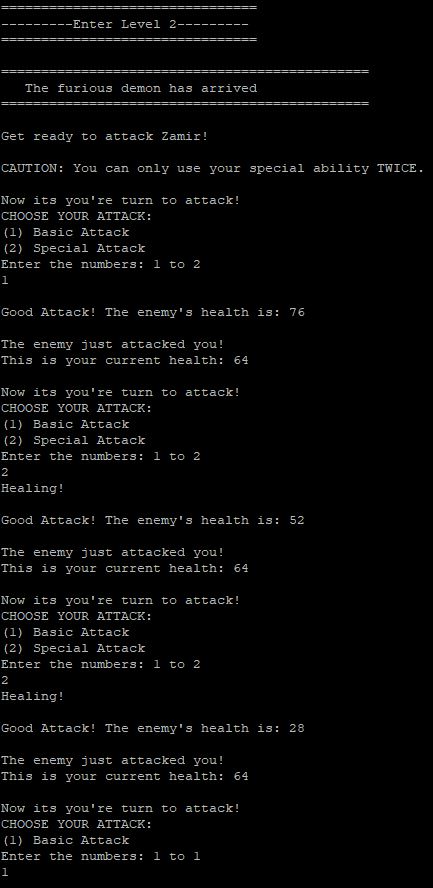 ================================
---------Enter Level 2---------
================================
==============================================
The furious demon has arrived
==============================================
Get ready to attack Zamir!
CAUTION: You can only use your special ability TWICE.
Now its you're turn to attack!
CHOOSE YOUR ATTACK:
(1) Basic Attack
(2) Special Attack
Enter the numbers: 1 to 2
1
Good Attack! The enemy's health is: 76
The enemy just attacked you!
This is your current health: 64
Now its you're turn to attack!
CHOOSE YOUR ATTACK:
(1) Basic Attack
(2) Special Attack
Enter the numbers: 1 to 2
2
Healing!
Good Attack! The enemy's health is: 52
The enemy just attacked you!
This is your current health: 64
Now its you're turn to attack!
CHOOSE YOUR ATTACK:
(1) Basic Attack
(2) Special Attack
Enter the numbers: 1 to 2
2
Healing!
Good Attack! The enemy's health is: 28
The enemy just attacked you!
This is your current health: 64
Now its you're turn to attack!
CHOOSE YOUR ATTACK:
(1) Basic Attack
Enter the numbers: 1 to 1
1